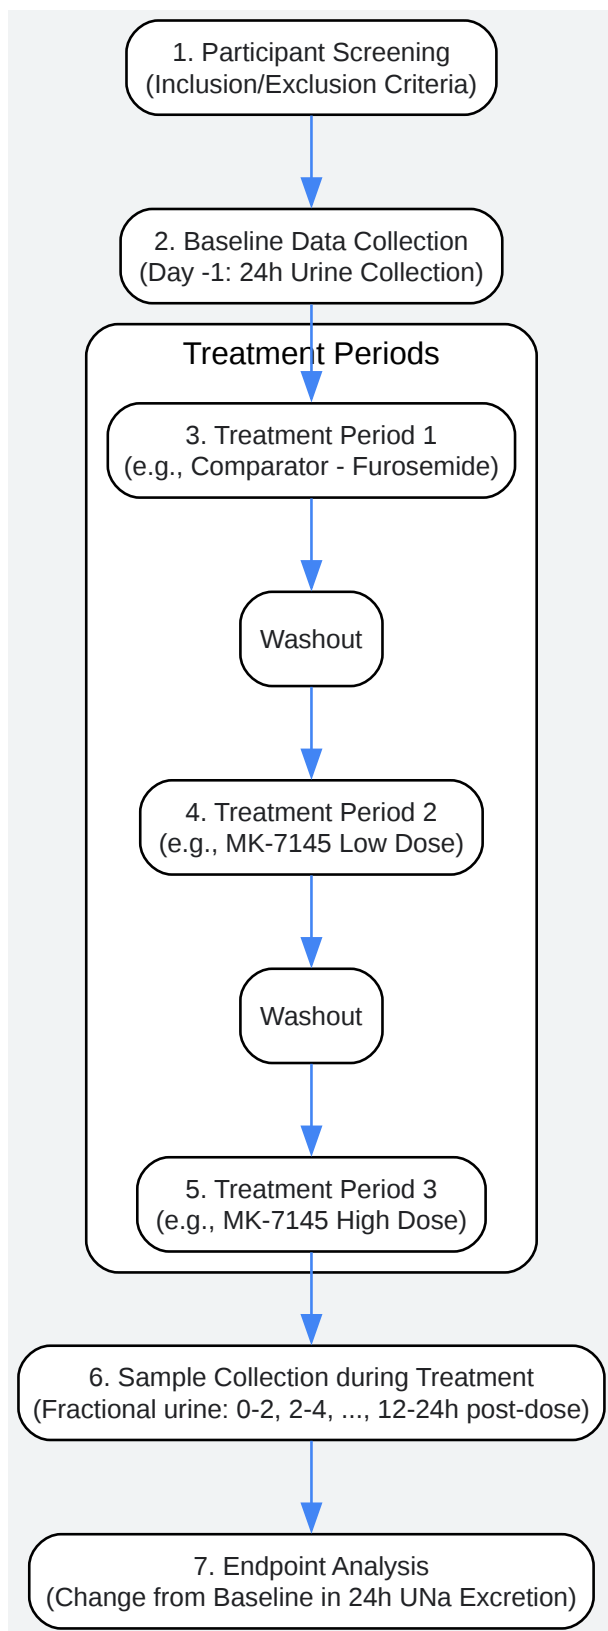 1. Participant Screening
(Inclusion/Exclusion Criteria)
2. Baseline Data Collection
(Day -1: 24h Urine Collection)
Treatment Periods
3. Treatment Period 1
(e.g., Comparator - Furosemide)
Washout
4. Treatment Period 2
(e.g., MK-7145 Low Dose)
Washout
5. Treatment Period 3
(e.g., MK-7145 High Dose)
6. Sample Collection during Treatment
(Fractional urine: 0-2, 2-4, ..., 12-24h post-dose)
7. Endpoint Analysis
(Change from Baseline in 24h UNa Excretion)